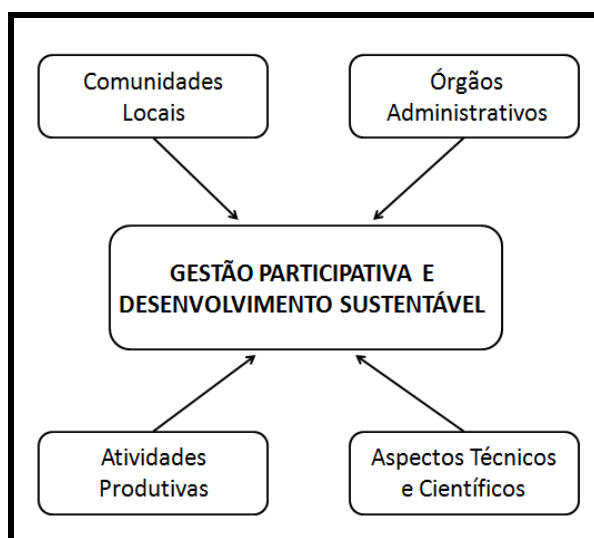 Comunidades
Locais
Órgãos
Administrativos
GESTÃO PARTICIPATIVA E
DESENVOLVIMENTO SUSTENTÁVEL
Atividades
Produtivas
Aspectos Técnicos
e Científicos